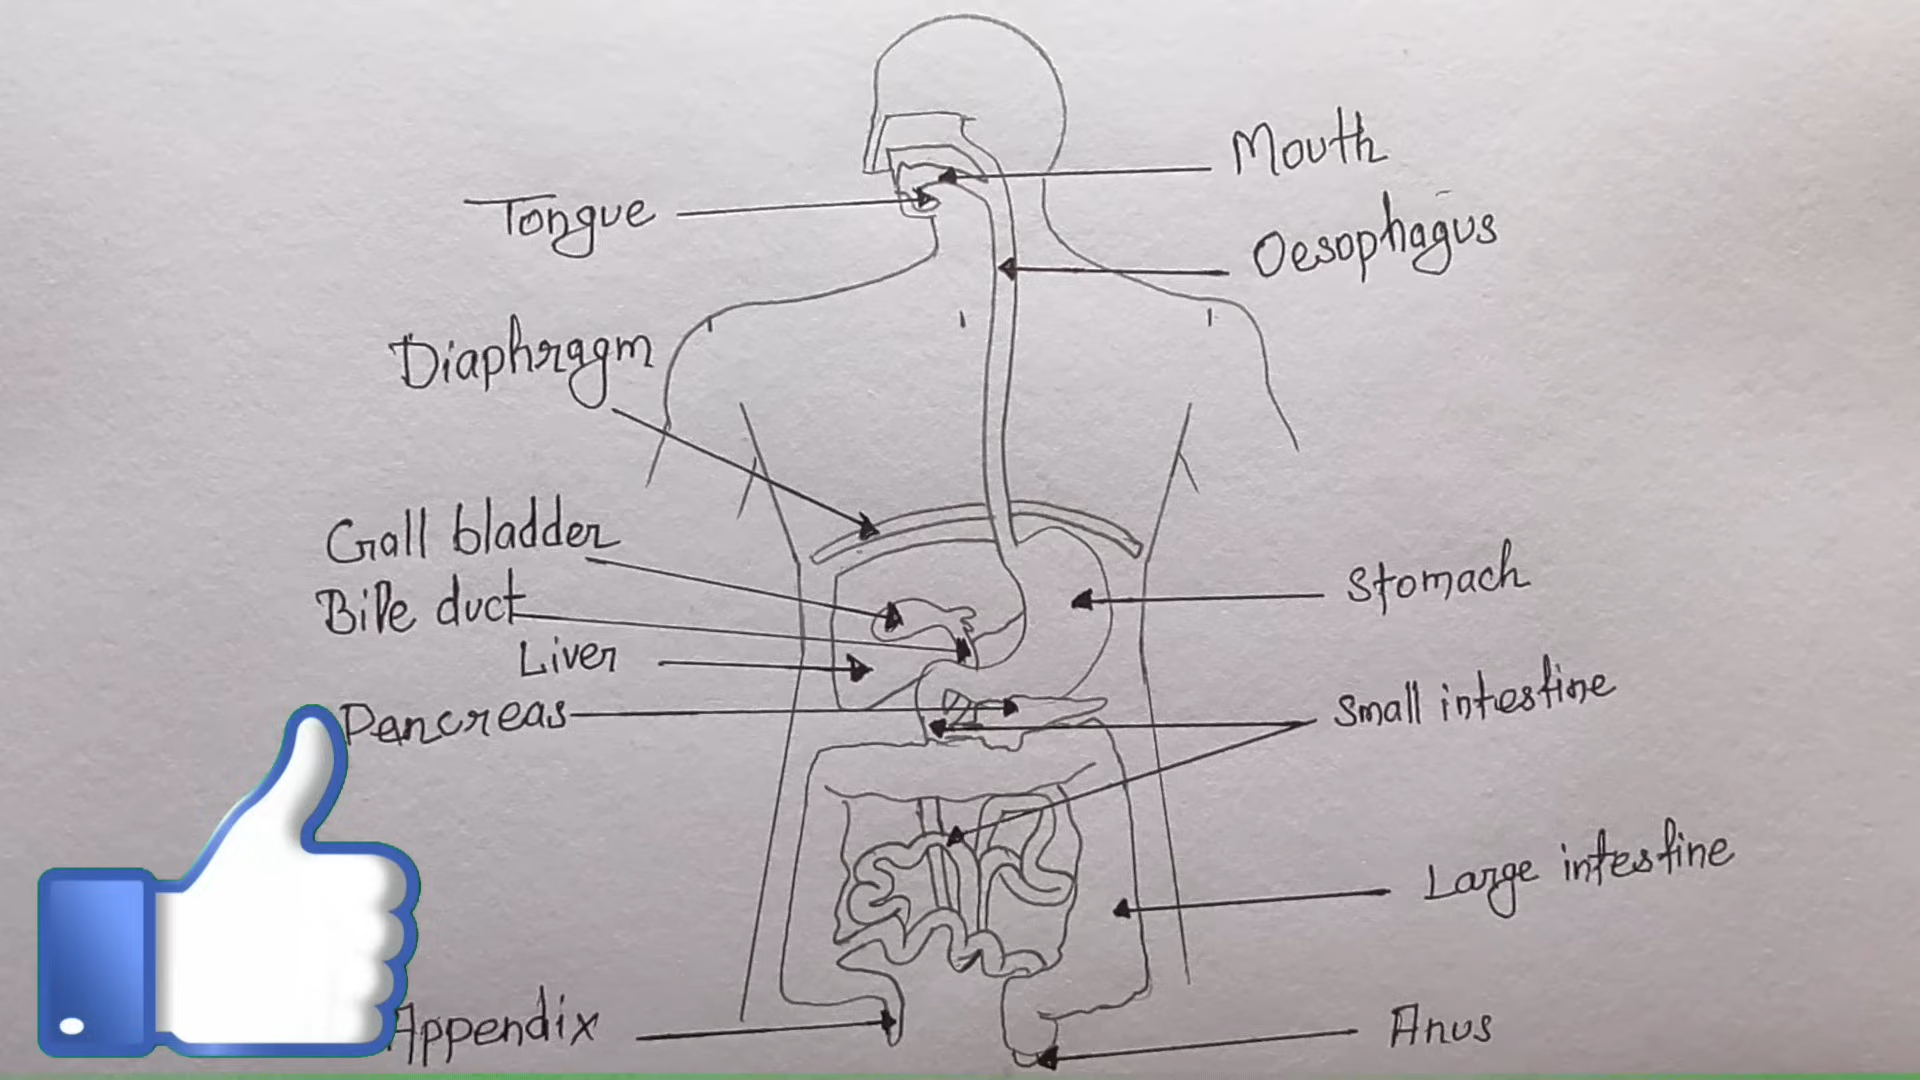 Mouth
Tongue
Oesophagus
Diaphragm
Gall bladder
Bile duct
Stomach
Liver
Small intestine
Pancreas
Large intestine
Appendix
Anus